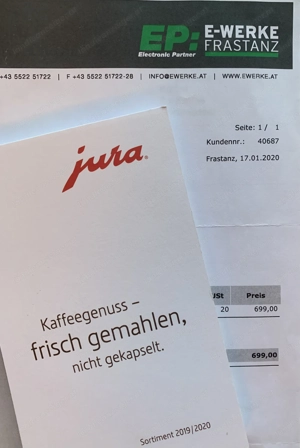 EP: E-WERKE
Electronic Partner FRASTANZ
+43 5522 51722 | F +43 5522 51722-28 | INFO@EWERKE.AT | WWW.EWERKE.AT
Seite: 1 / 1
Kundennr.: 40687
Frastanz, 17.01.2020
jura
Kaffeegenuss –
frisch gemahlen,
nicht gekapselt.
Sortiment 2019 | 2020
USt Preis
20 699,00
699,00